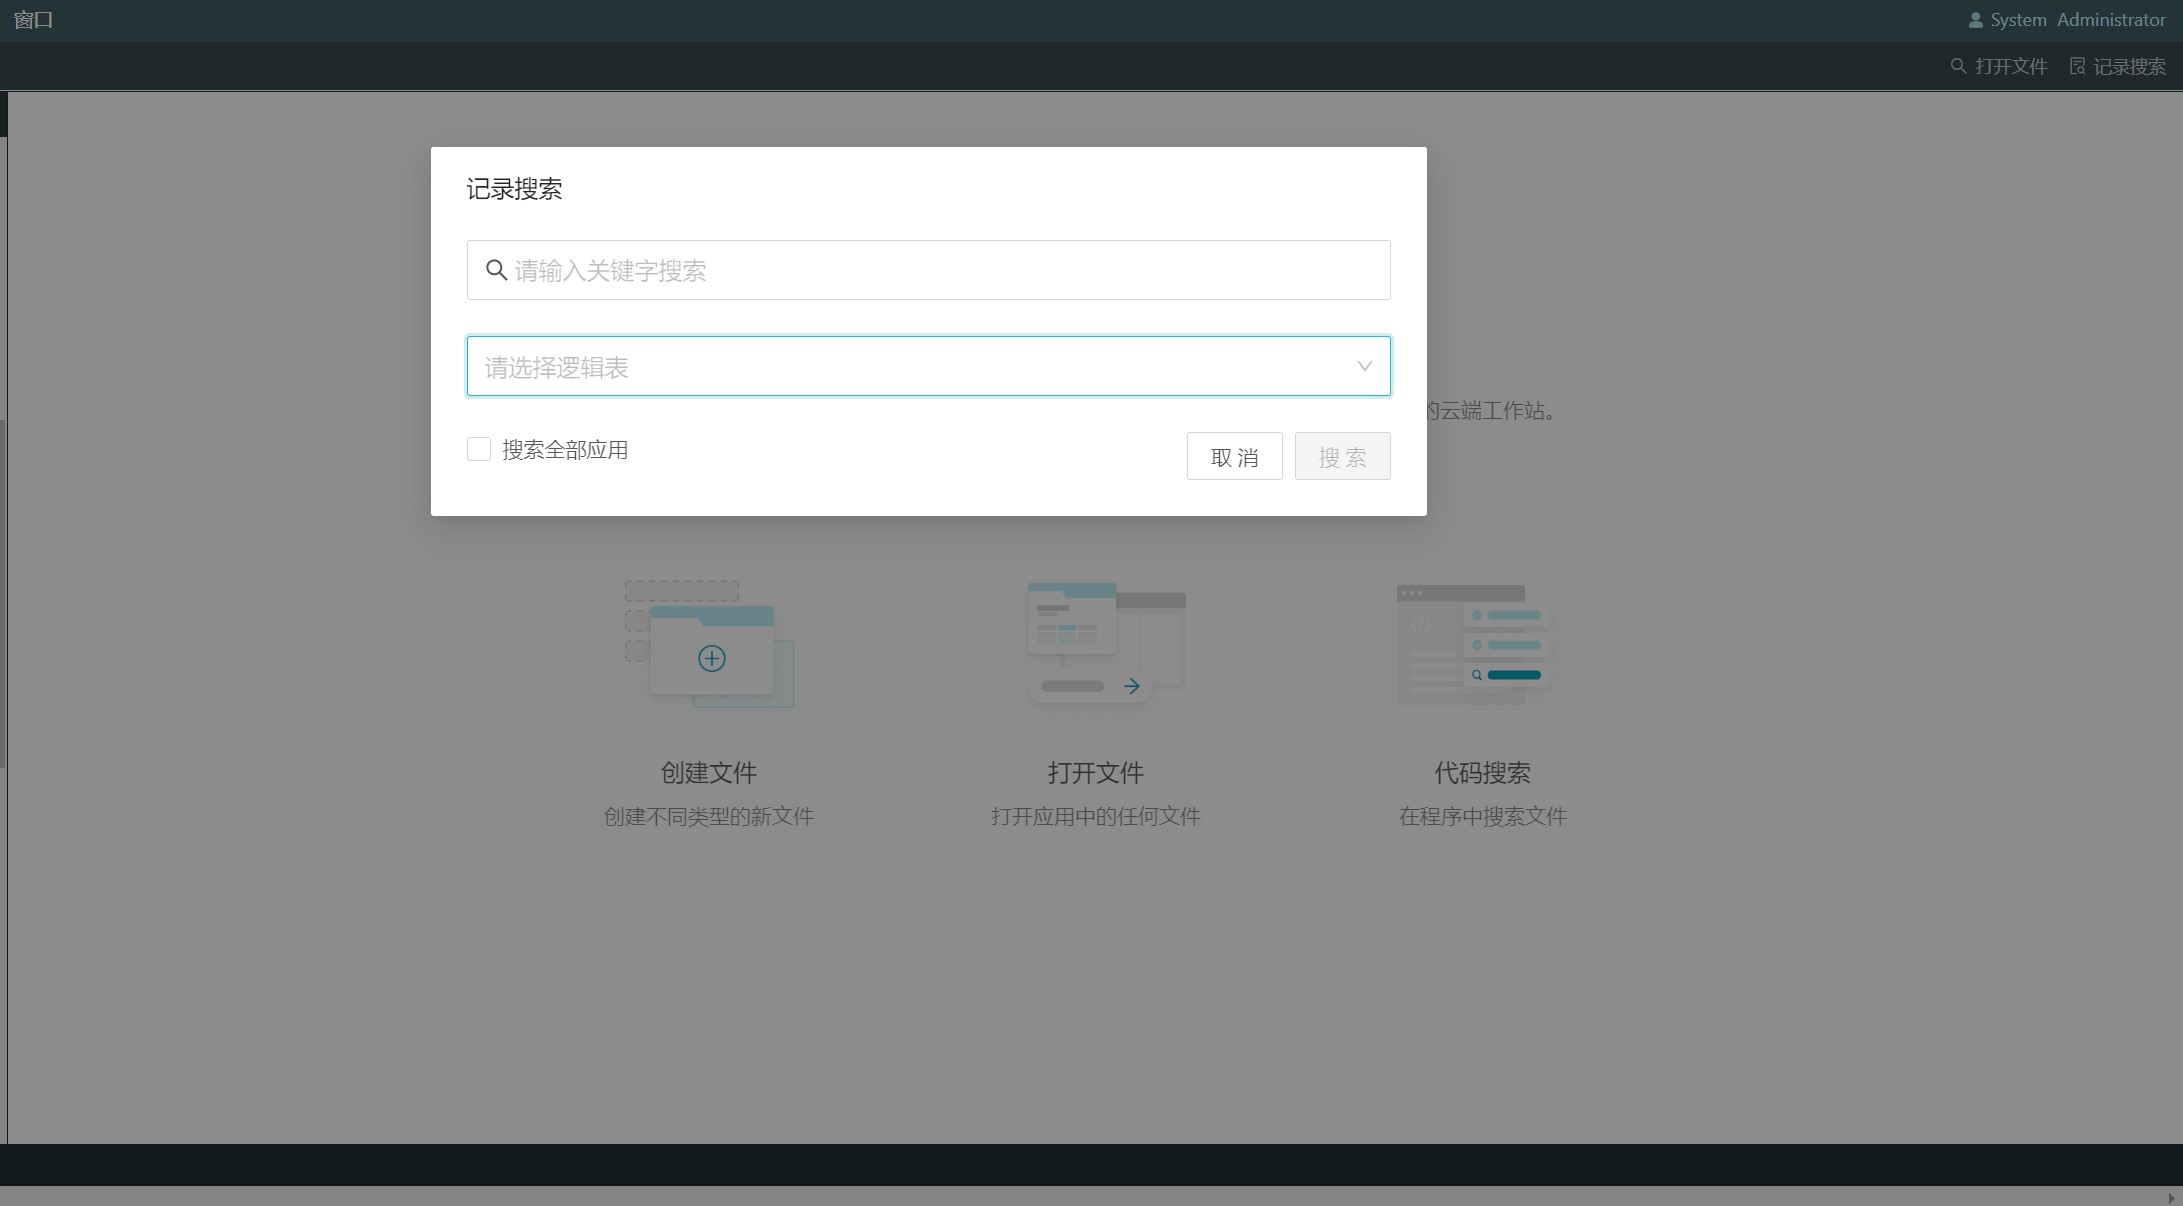 窗口
System Administrator
打开文件 记录搜索
记录搜索
请输入关键字搜索
请选择逻辑表
的云端工作站。
搜索全部应用
取 消 搜 索
创建文件 打开文件 代码搜索
创建不同类型的新文件 打开应用中的任何文件 在程序中搜索文件